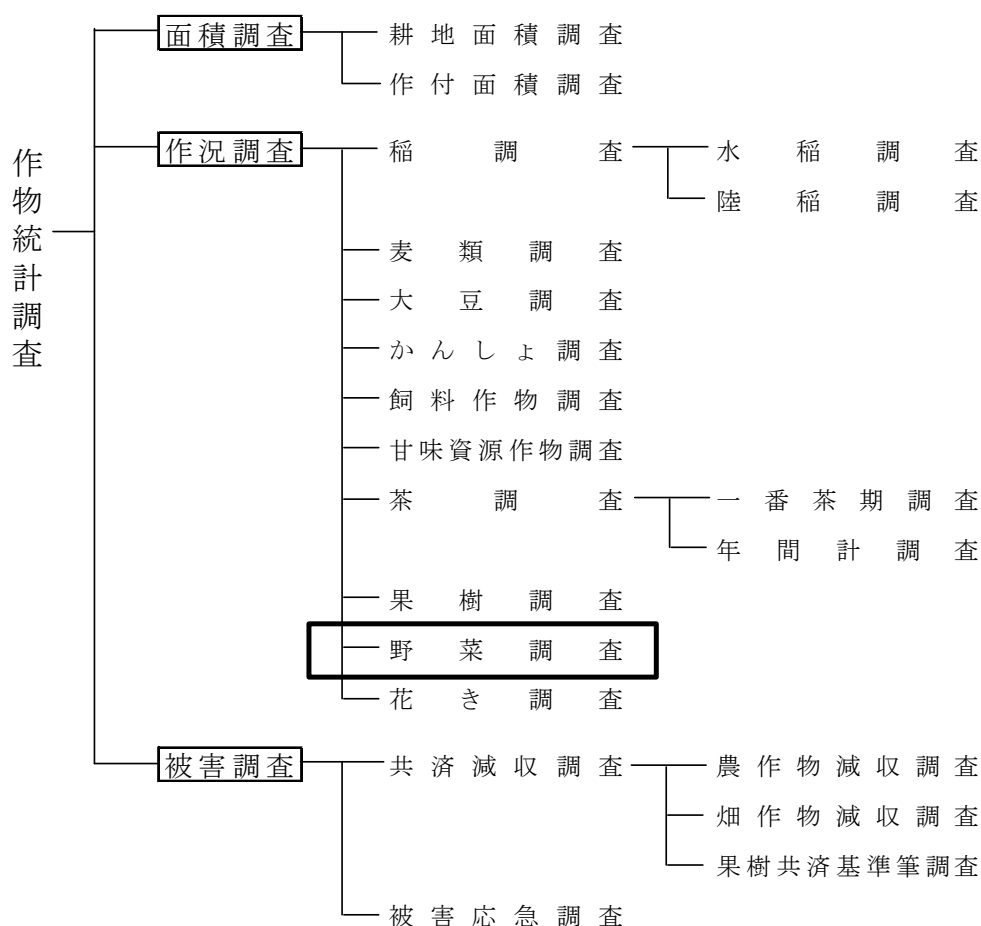 作物統計調査
面積調査
耕地面積調査
作付面積調査
作況調査
稲調査
水稲調査
陸稲調査
麦類調査
大豆調査
かんしょ調査
飼料作物調査
甘味資源作物調査
茶調査
一番茶期調査
年間計調査
果樹調査
野菜調査
花き調査
被害調査
共済減収調査
農作物減収調査
畑作物減収調査
果樹共済基準筆調査
被害応急調査